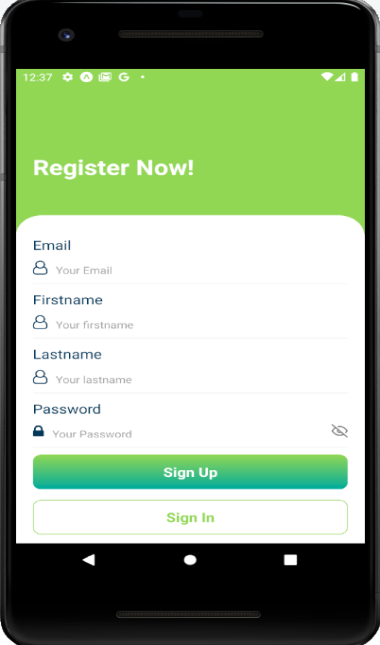 12:37
Register Now!
Email
Your Email
Firstname
Your firstname
Lastname
Your lastname
Password
Your Password
Sign Up
Sign In